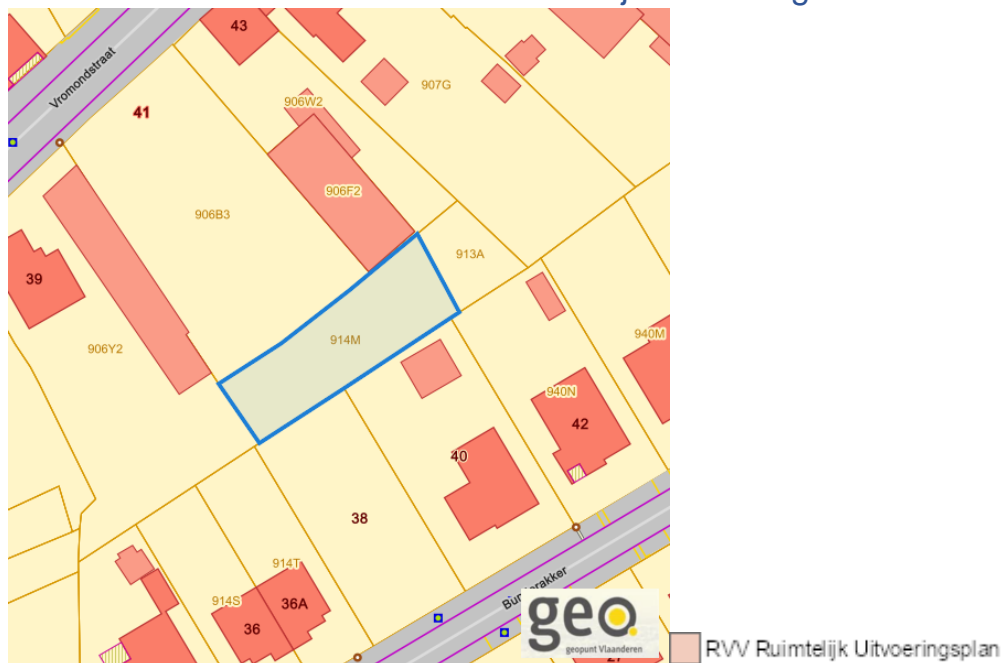 43
Vromondstraat
41
907G
906W2
906F2
906B3
913A
39
914M
906Y2
940M
940N
42
40
38
914T
914S
36A
36
geo
geopunt Vlaanderen
RVV Ruimtelijk Uitvoeringsplan